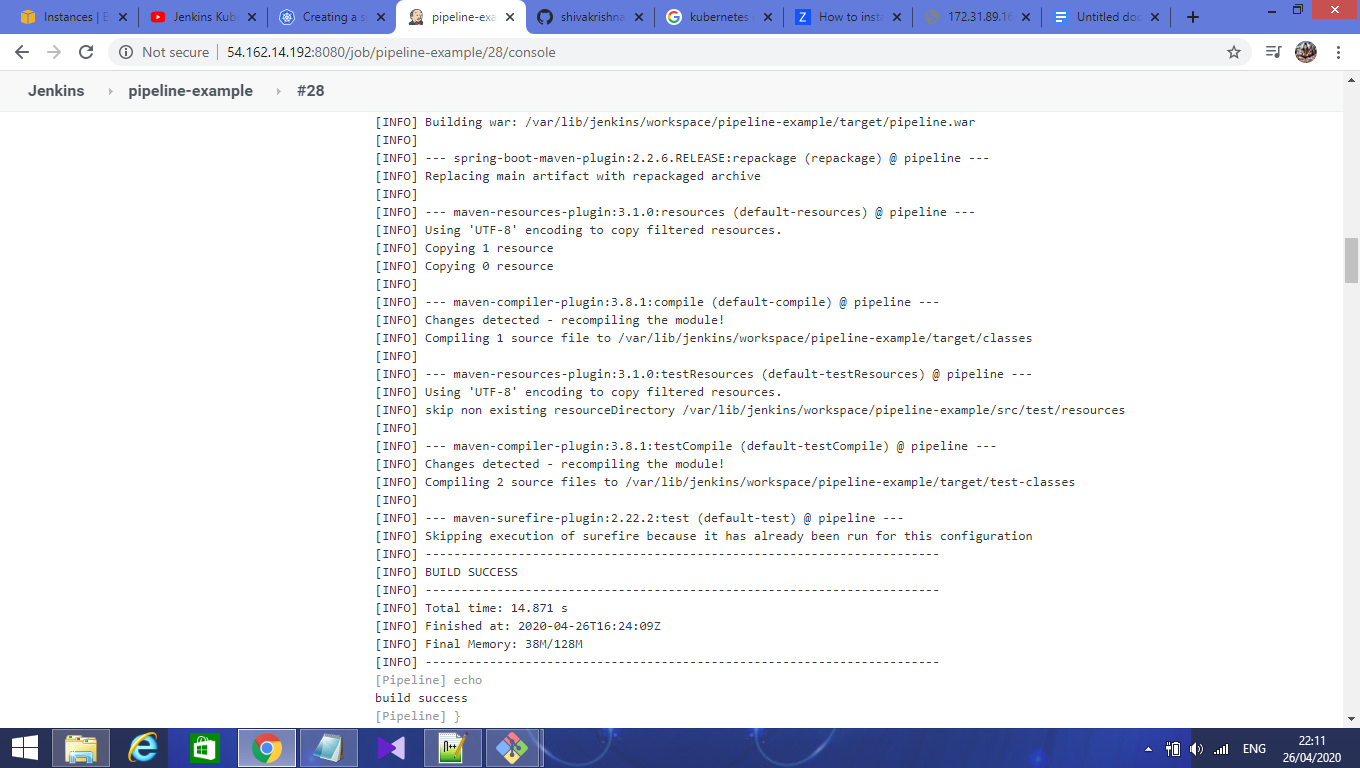 Instances | E
Jenkins Kub
Creating a si
pipeline-exa
shivakrishna
kubernetes
How to insta
172.31.89.16
Untitled doc
Not secure
54.162.14.192:8080/job/pipeline-example/28/console
Jenkins
pipeline-example
#28
[INFO] Building war: /var/lib/jenkins/workspace/pipeline-example/target/pipeline.war
[INFO]
[INFO] --- spring-boot-maven-plugin:2.2.6.RELEASE:repackage (repackage) @ pipeline ---
[INFO] Replacing main artifact with repackaged archive
[INFO]
[INFO] --- maven-resources-plugin:3.1.0:resources (default-resources) @ pipeline ---
[INFO] Using 'UTF-8' encoding to copy filtered resources.
[INFO] Copying 1 resource
[INFO] Copying 0 resource
[INFO]
[INFO] --- maven-compiler-plugin:3.8.1:compile (default-compile) @ pipeline ---
[INFO] Changes detected - recompiling the module!
[INFO] Compiling 1 source file to /var/lib/jenkins/workspace/pipeline-example/target/classes
[INFO]
[INFO] --- maven-resources-plugin:3.1.0:testResources (default-testResources) @ pipeline ---
[INFO] Using 'UTF-8' encoding to copy filtered resources.
[INFO] skip non existing resourceDirectory /var/lib/jenkins/workspace/pipeline-example/src/test/resources
[INFO]
[INFO] --- maven-compiler-plugin:3.8.1:testCompile (default-testCompile) @ pipeline ---
[INFO] Changes detected - recompiling the module!
[INFO] Compiling 2 source files to /var/lib/jenkins/workspace/pipeline-example/target/test-classes
[INFO]
[INFO] --- maven-surefire-plugin:2.22.2:test (default-test) @ pipeline ---
[INFO] Skipping execution of surefire because it has already been run for this configuration
[INFO] ------------------------------------------------------------------------
[INFO] BUILD SUCCESS
[INFO] ------------------------------------------------------------------------
[INFO] Total time: 14.871 s
[INFO] Finished at: 2020-04-26T16:24:09Z
[INFO] Final Memory: 38M/128M
[INFO] ------------------------------------------------------------------------
[Pipeline] echo
build success
[Pipeline] }
ENG
22:11
26/04/2020